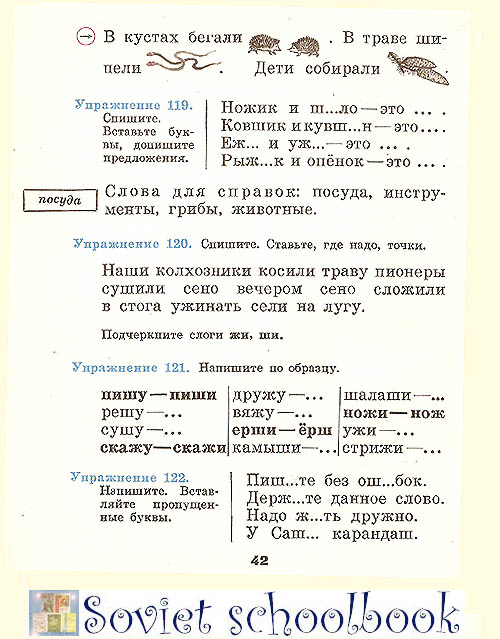 В кустах бегали . В траве ши-
пели . Дети собирали .
Упражнение 119.
Спишите.
Вставьте бук-
вы, допишите
предложения.
Ножик и ш...ло — это ... .
Ковшик и кувш...н — это ... .
Еж... и уж... — это ... .
Рыж...к и опёнок — это ... .
посуда
Слова для справок: посуда, инстру-
менты, грибы, животные.
Упражнение 120. Спишите. Ставьте, где надо, точки.
Наши колхозники косили траву пионеры
сушили сено вечером сено сложили
в стога ужинать сели на лугу.
Подчеркните слоги жи, ши.
Упражнение 121. Напишите по образцу.
пишу — пиши дружу — ... шалаши — ...
решу — ... вяжу — ... ножи — нож
сушу — ... ерши — ёрш ужи — ...
скажу — скажи камыши — ... стрижи — ...
Упражнение 122.
Напишите. Встав-
ляйте пропущен-
ные буквы.
Пиш...те без ош...бок.
Держ...те данное слово.
Надо ж...ть дружно.
У Саш... карандаш.
42
Soviet schoolbook